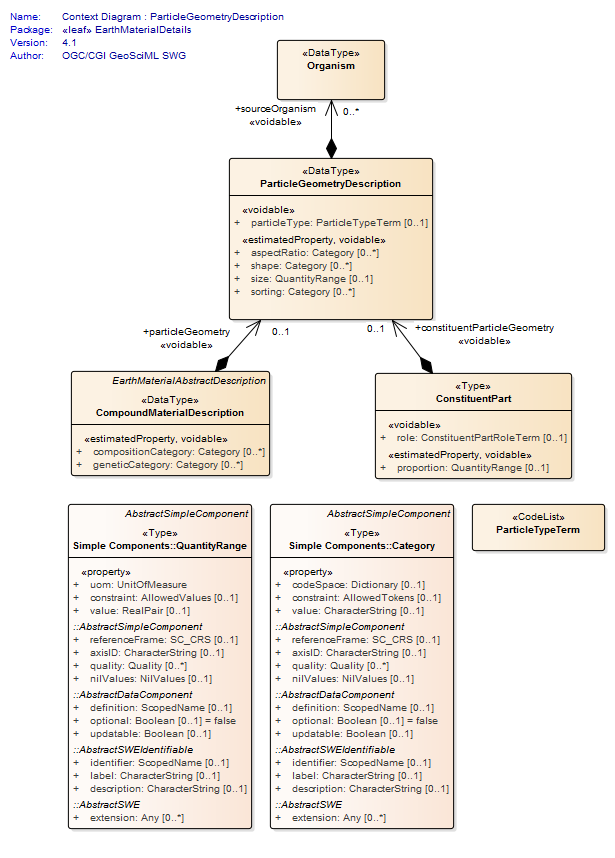 Name: Context Diagram : ParticleGeometryDescription
Package: «leaf» EarthMaterialDetails
Version: 4.1
Author: OGC/CGI GeoSciML SWG
«DataType»
Organism
+sourceOrganism 0..*
«voidable»
«DataType»
ParticleGeometryDescription
«voidable»
+ particleType: ParticleTypeTerm [0..1]
«estimatedProperty, voidable»
+ aspectRatio: Category [0..*]
+ shape: Category [0..*]
+ size: QuantityRange [0..1]
+ sorting: Category [0..*]
+particleGeometry 0..1
«voidable»
0..1 +constituentParticleGeometry
«voidable»
EarthMaterialAbstractDescription
«DataType»
CompoundMaterialDescription
«estimatedProperty, voidable»
+ compositionCategory: Category [0..*]
+ geneticCategory: Category [0..*]
«Type»
ConstituentPart
«voidable»
+ role: ConstituentPartRoleTerm [0..1]
«estimatedProperty, voidable»
+ proportion: QuantityRange [0..1]
AbstractSimpleComponent
«Type»
Simple Components::QuantityRange
«property»
+ uom: UnitOfMeasure
+ constraint: AllowedValues [0..1]
+ value: RealPair [0..1]
::AbstractSimpleComponent
+ referenceFrame: SC_CRS [0..1]
+ axisID: CharacterString [0..1]
+ quality: Quality [0..*]
+ nilValues: NilValues [0..1]
::AbstractDataComponent
+ definition: ScopedName [0..1]
+ optional: Boolean [0..1] = false
+ updatable: Boolean [0..1]
::AbstractSWEIdentifiable
+ identifier: ScopedName [0..1]
+ label: CharacterString [0..1]
+ description: CharacterString [0..1]
::AbstractSWE
+ extension: Any [0..*]
AbstractSimpleComponent
«Type»
Simple Components::Category
«property»
+ codeSpace: Dictionary [0..1]
+ constraint: AllowedTokens [0..1]
+ value: CharacterString [0..1]
::AbstractSimpleComponent
+ referenceFrame: SC_CRS [0..1]
+ axisID: CharacterString [0..1]
+ quality: Quality [0..*]
+ nilValues: NilValues [0..1]
::AbstractDataComponent
+ definition: ScopedName [0..1]
+ optional: Boolean [0..1] = false
+ updatable: Boolean [0..1]
::AbstractSWEIdentifiable
+ identifier: ScopedName [0..1]
+ label: CharacterString [0..1]
+ description: CharacterString [0..1]
::AbstractSWE
+ extension: Any [0..*]
«CodeList»
ParticleTypeTerm